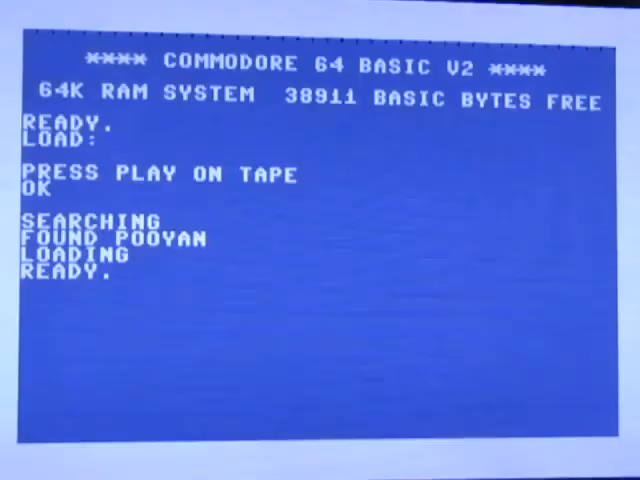 **** COMMODORE 64 BASIC V2 ****
64K RAM SYSTEM  38911 BASIC BYTES FREE
READY.
LOAD:
PRESS PLAY ON TAPE
OK
SEARCHING
FOUND POOYAN
LOADING
READY.